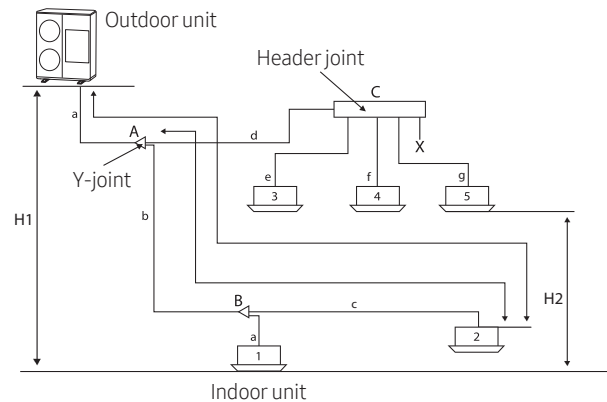 Outdoor unit
Header joint
C
a
A
d
X
Y-joint
e
f
g
3
4
5
H1
b
H2
B
c
a
1
2
Indoor unit